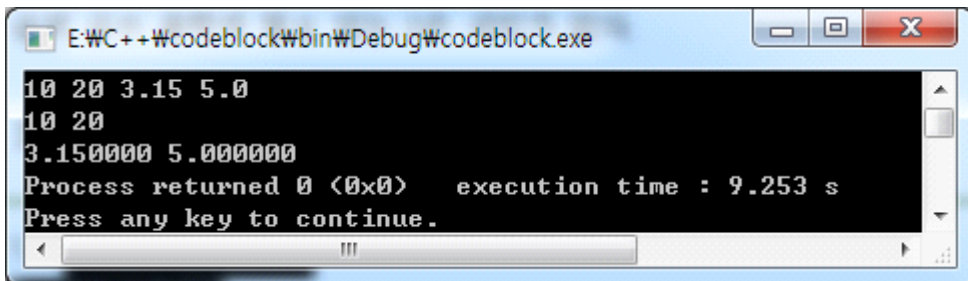 E:₩C++₩codeblock₩bin₩Debug₩codeblock.exe
10 20 3.15 5.0
10 20
3.150000 5.000000
Process returned 0 (0x0)   execution time : 9.253 s
Press any key to continue.